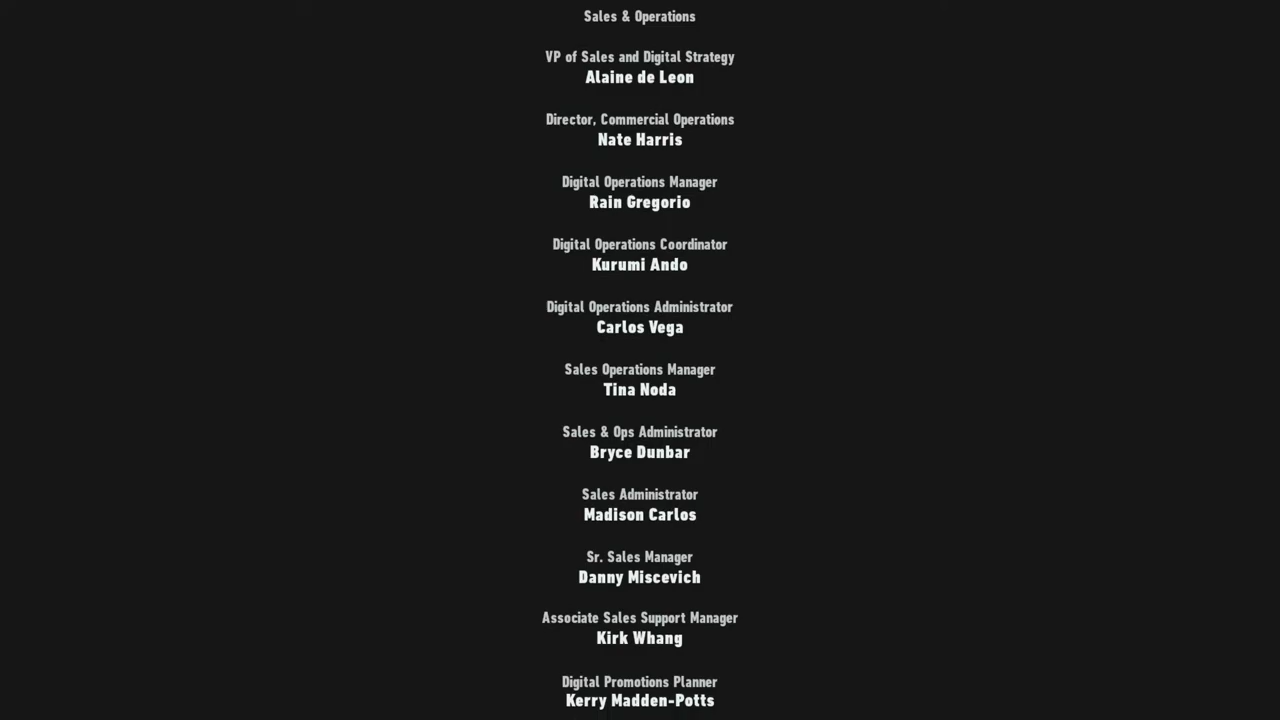 Sales & Operations
VP of Sales and Digital Strategy
Alaine de Leon
Director, Commercial Operations
Nate Harris
Digital Operations Manager
Rain Gregorio
Digital Operations Coordinator
Kurumi Ando
Digital Operations Administrator
Carlos Vega
Sales Operations Manager
Tina Noda
Sales & Ops Administrator
Bryce Dunbar
Sales Administrator
Madison Carlos
Sr. Sales Manager
Danny Miscevich
Associate Sales Support Manager
Kirk Whang
Digital Promotions Planner
Kerry Madden-Potts